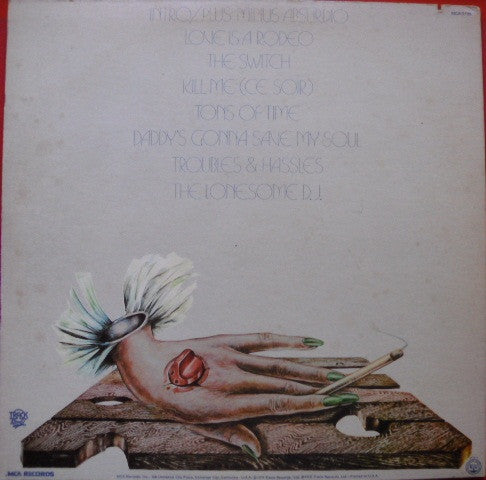 INTRO/PLUS MINUS ABSURDIO
LOVE IS A RODEO
THE SWITCH
KILL ME (CE SOIR)
TONS OF TIME
DADDY'S GONNA SAVE MY SOUL
TROUBLES & HASSLES
THE LONESOME D.J.
TRACK
MCA RECORDS